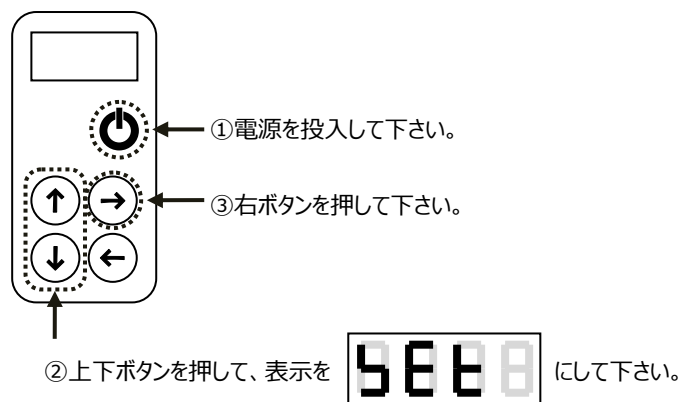 ①電源を投入して下さい。
③右ボタンを押して下さい。
②上下ボタンを押して、表示を SEt にして下さい。